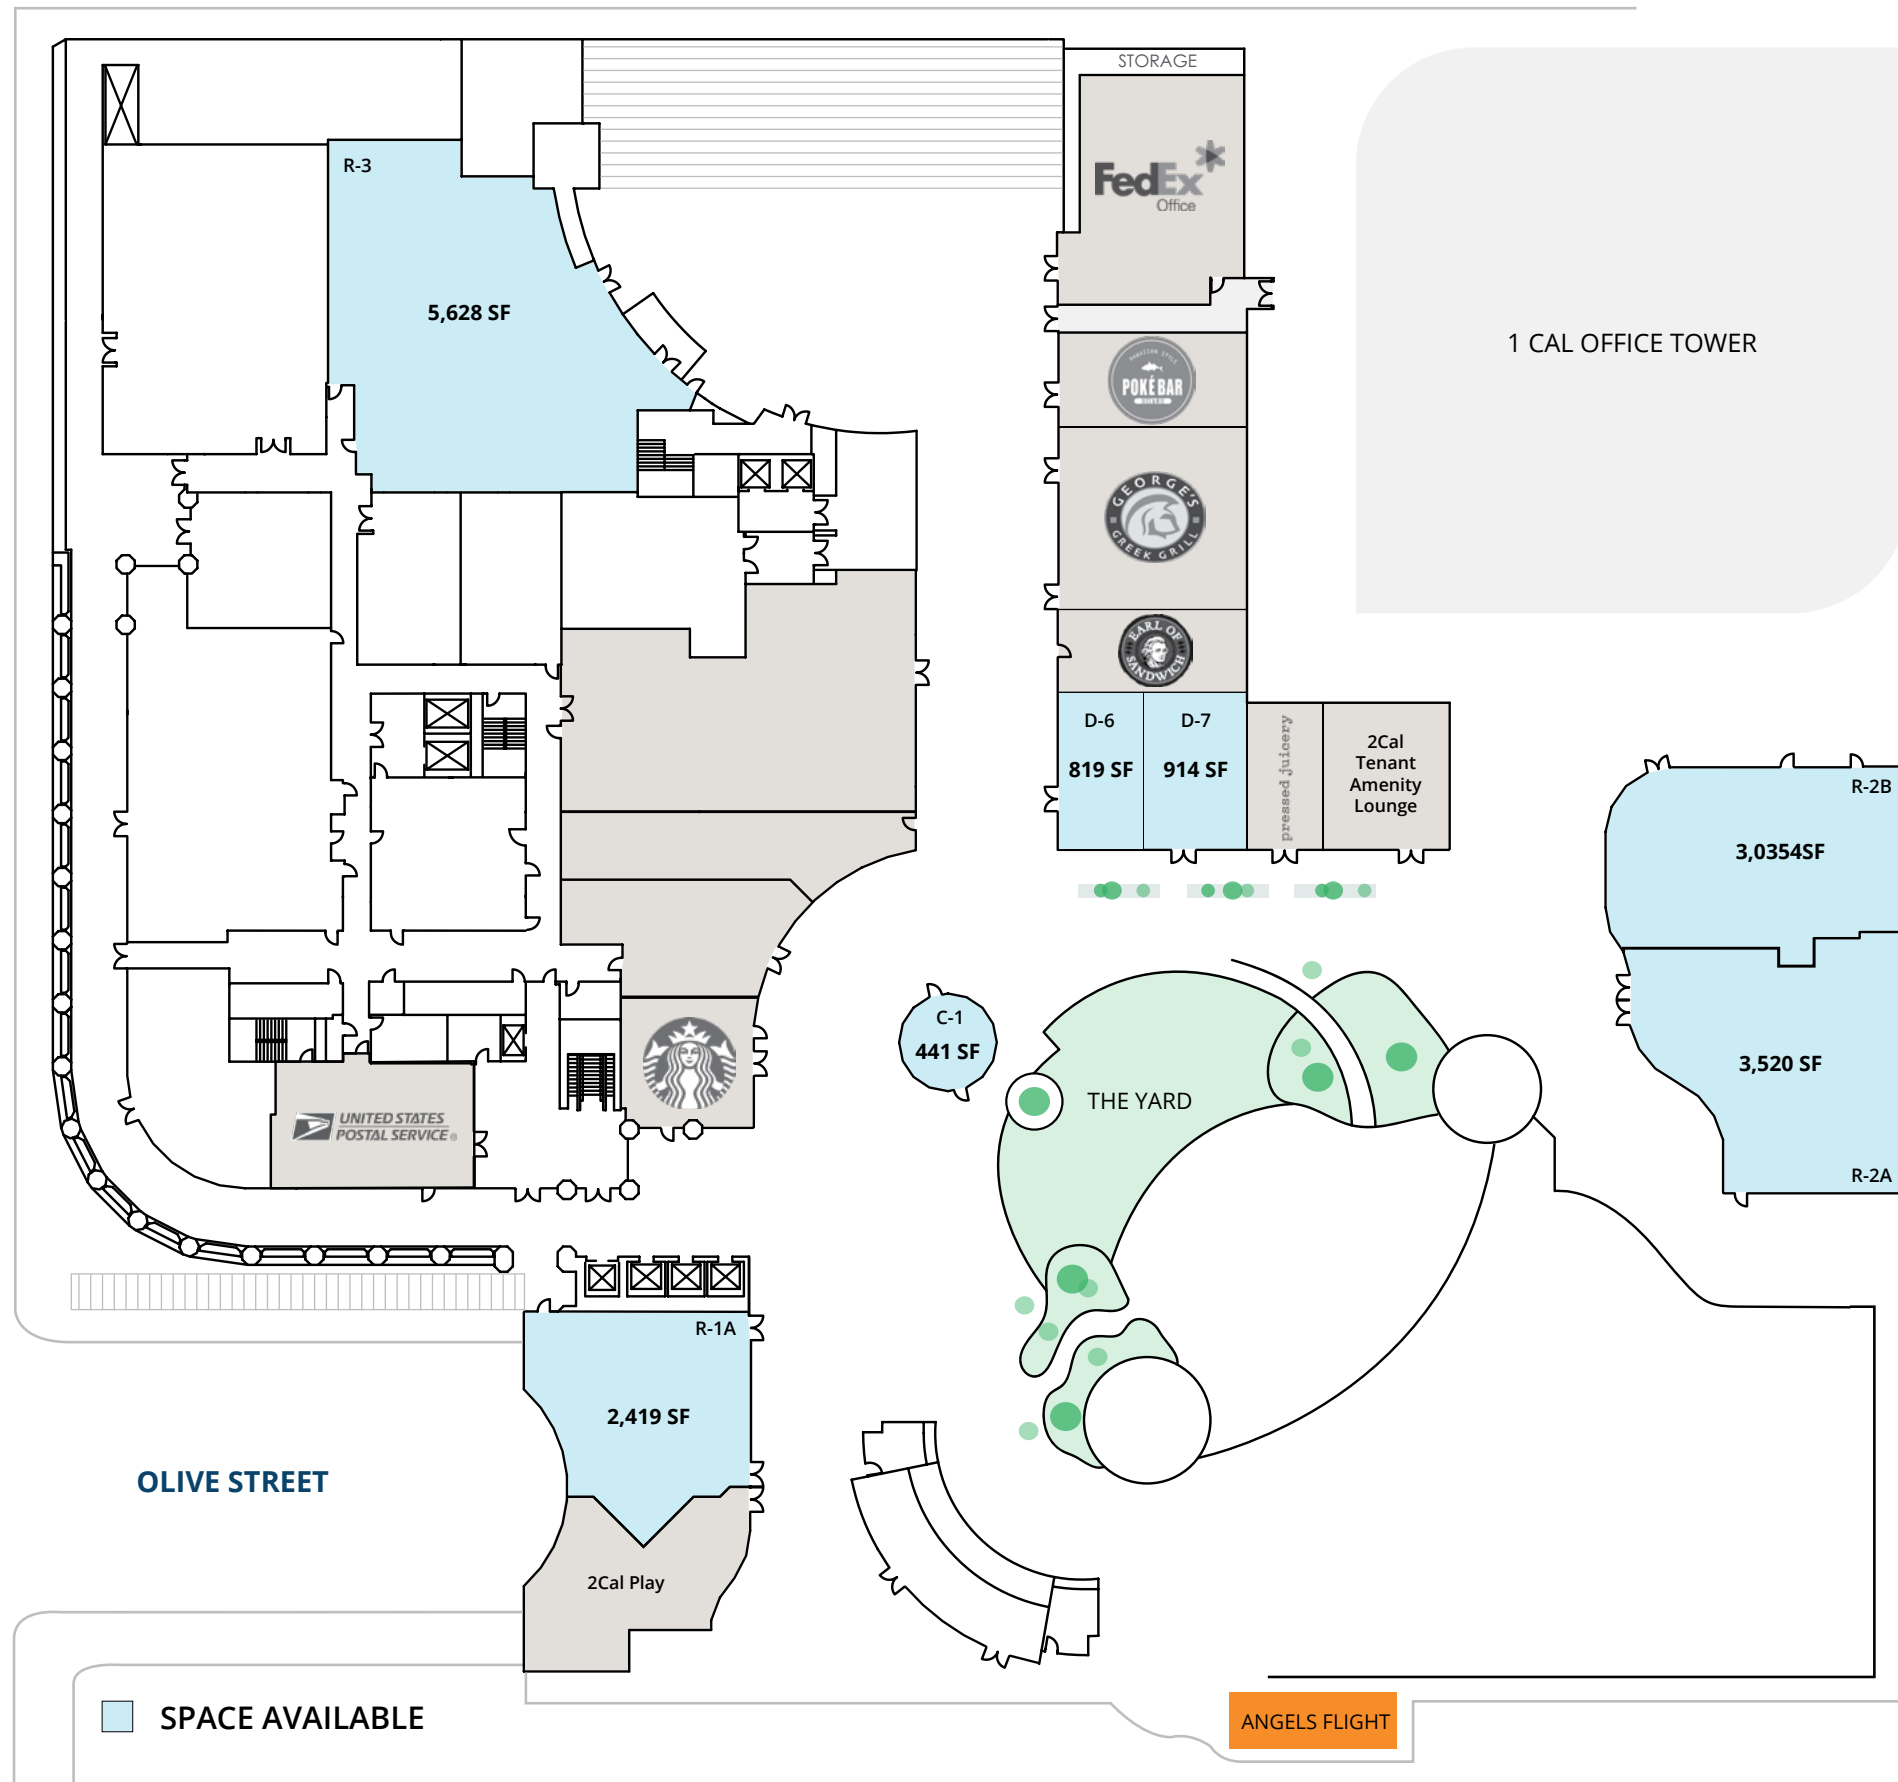 STORAGE
FedEx
Office
R-3
5,628 SF
1 CAL OFFICE TOWER
HAWAIIAN STYLE
POKÉ BAR
GEORGE'S
GREEK GRILL
EARL OF
SANDWICH
D-6
819 SF
D-7
914 SF
pressed juicery
2Cal
Tenant
Amenity
Lounge
R-2B
3,0354SF
3,520 SF
R-2A
C-1
441 SF
THE YARD
UNITED STATES
POSTAL SERVICE®
R-1A
2,419 SF
OLIVE STREET
2Cal Play
SPACE AVAILABLE
ANGELS FLIGHT